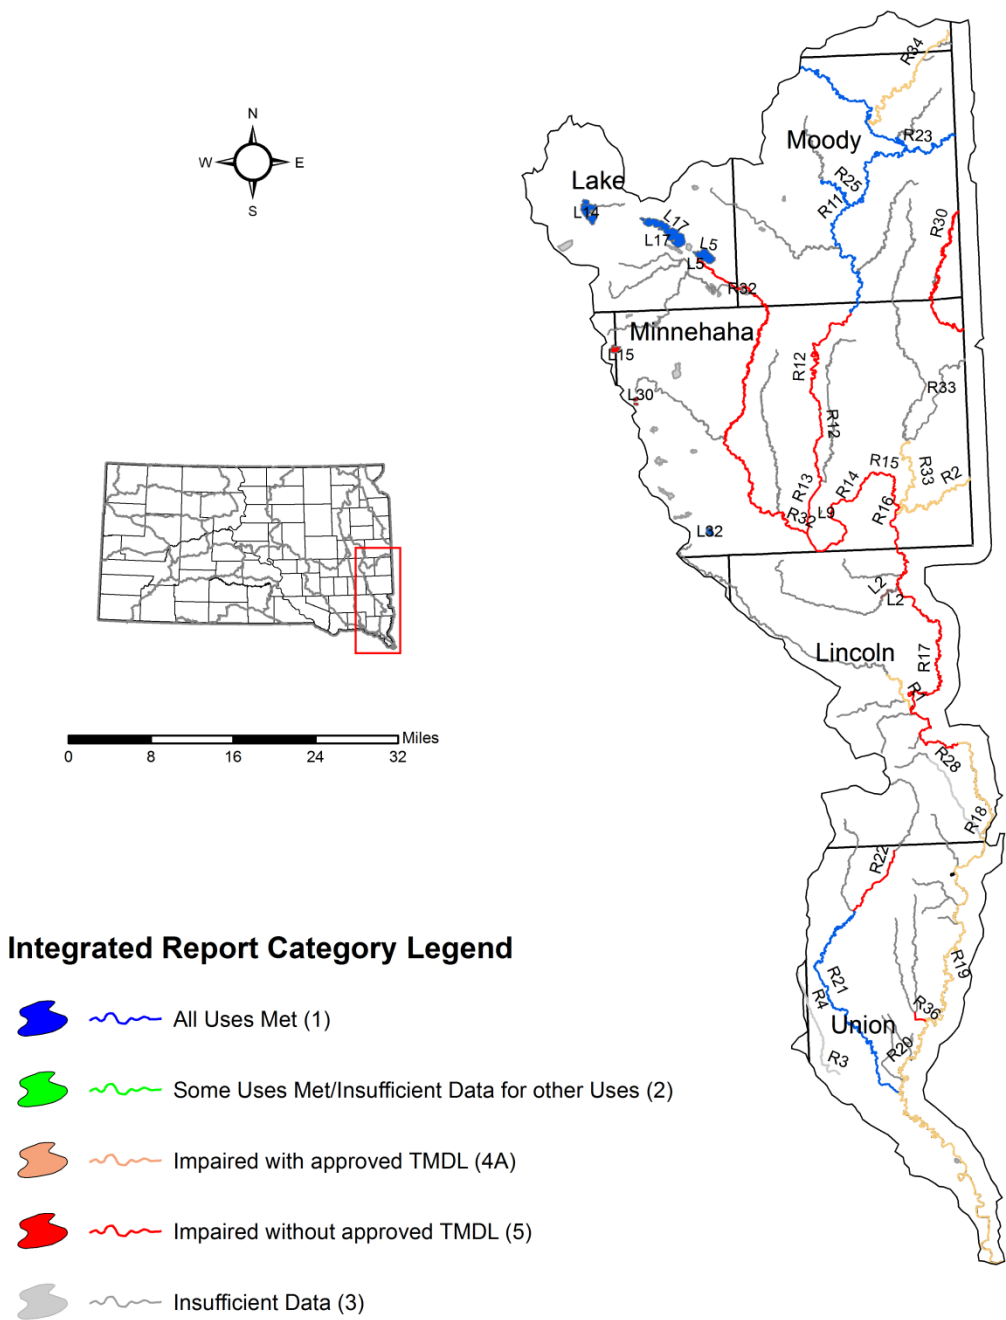 R34
N
W
E
S
Moody
R23
Lake
R25
L14
L17
R11
R30
L17
L5
L5
R32
Minnehaha
L15
R12
L30
R33
R12
R15
R33
R2
R14
R13
R16
L9
R32
L32
L2
L2
Lincoln
R17
R28
Miles
0
8
16
24
32
R18
R22
Integrated Report Category Legend
R19
R21
R4
All Uses Met (1)
R36
Union
R20
R3
Some Uses Met/Insufficient Data for other Uses (2)
Impaired with approved TMDL (4A)
Impaired without approved TMDL (5)
Insufficient Data (3)